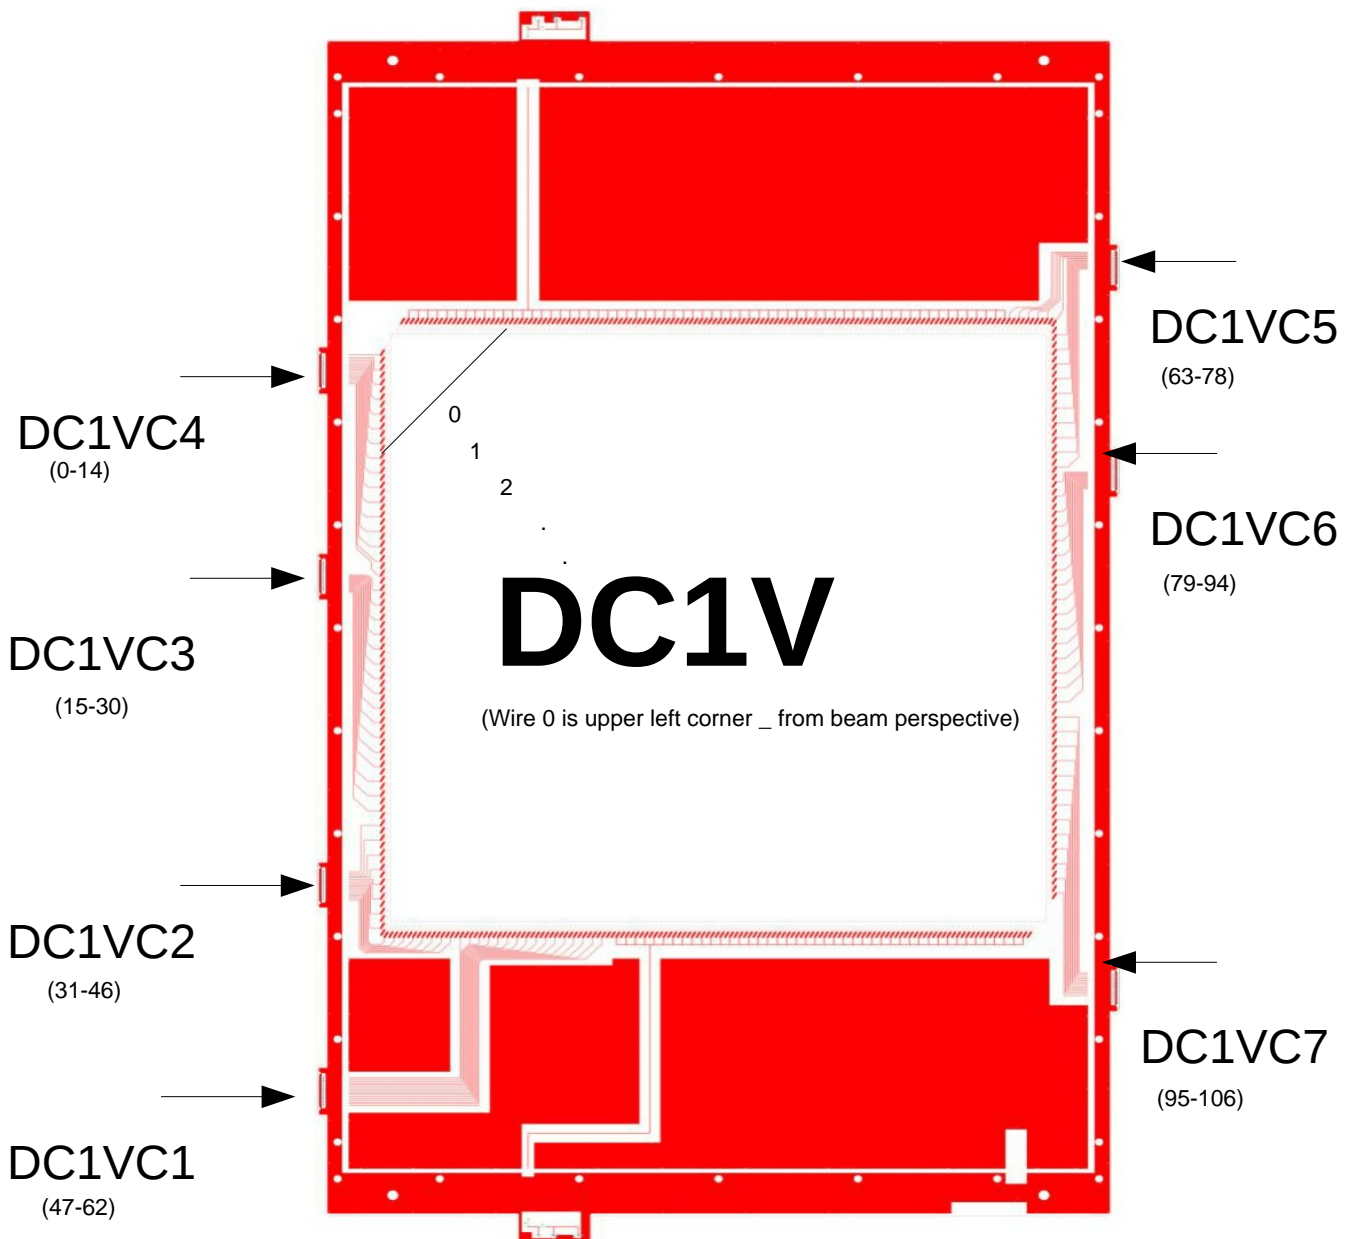 DC1VC5
(63-78)
DC1VC4
(0-14)
0
1
2
.
.
DC1VC6
(79-94)
DC1V
DC1VC3
(15-30)
(Wire 0 is upper left corner _ from beam perspective)
DC1VC2
(31-46)
DC1VC7
(95-106)
DC1VC1
(47-62)